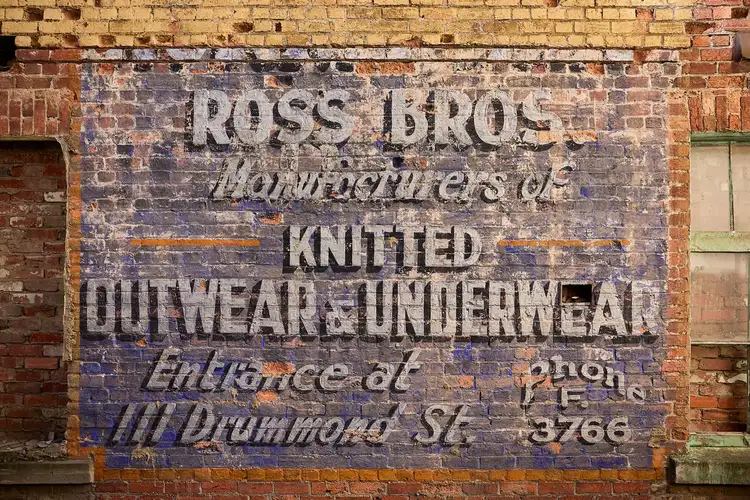 ROSS BROS.
Manufacturers of
KNITTED
OUTWEAR & UNDERWEAR
Entrance at
111 Drummond St.
Phone
F.
3766